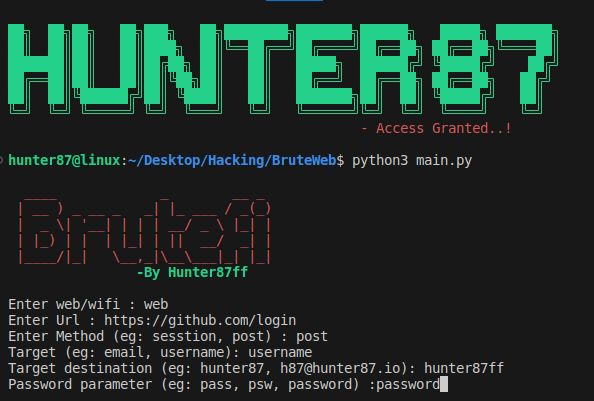 HUNTER87
- Access Granted..!
hunter87@linux:~/Desktop/Hacking/BruteWeb$ python3 main.py
Brutefi
-By Hunter87ff
Enter web/wifi : web
Enter Url : https://github.com/login
Enter Method (eg: sesstion, post) : post
Target (eg: email, username): username
Target destination (eg: hunter87, h87@hunter87.io): hunter87ff
Password parameter (eg: pass, psw, password) :password